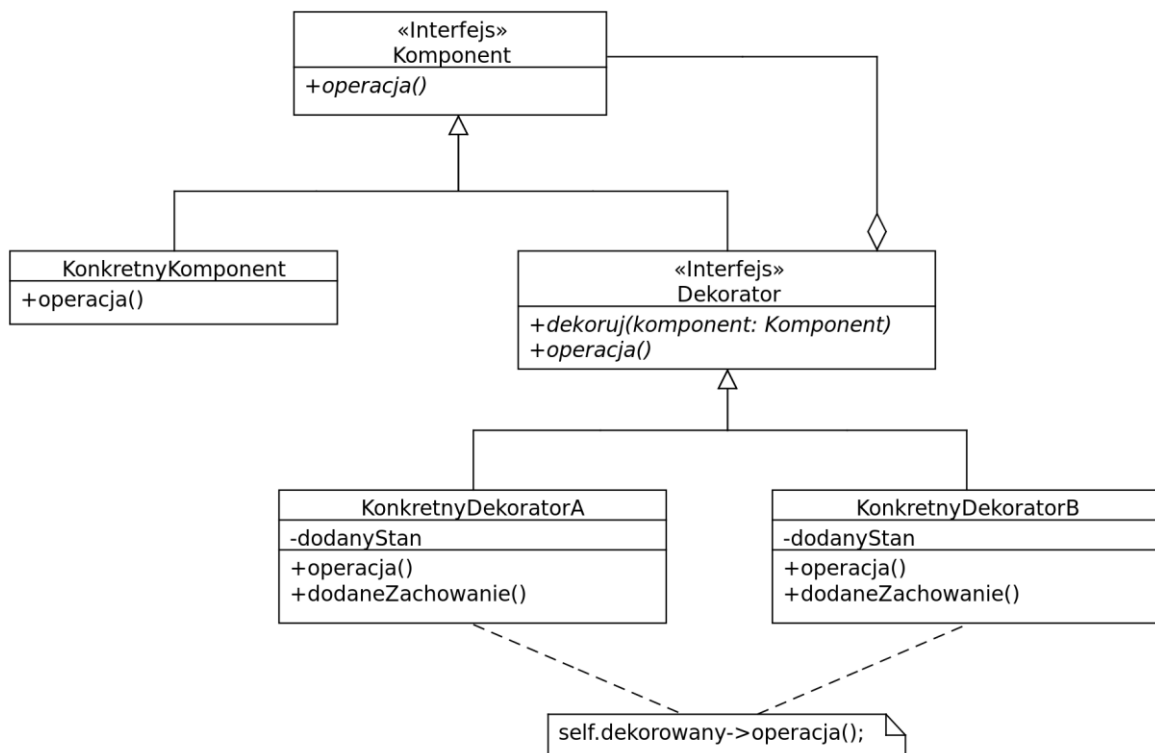 «Interfejs»
Komponent
+operacja()
KonkretnyKomponent
+operacja()
«Interfejs»
Dekorator
+dekoruj(komponent: Komponent)
+operacja()
KonkretnyDekoratorA
-dodanyStan
+operacja()
+dodaneZachowanie()
KonkretnyDekoratorB
-dodanyStan
+operacja()
+dodaneZachowanie()
self.dekorowany->operacja();